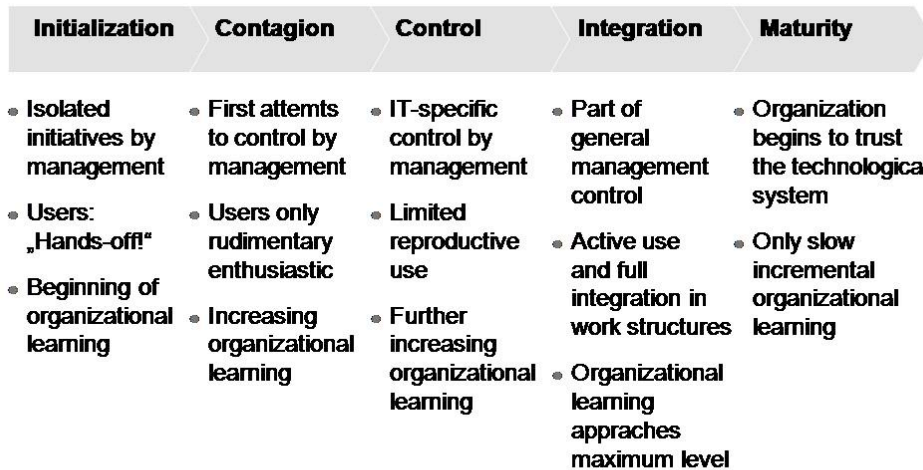 Initialization
Contagion
Control
Integration
Maturity
Isolated
initiatives by
management
Users:
„Hands-off!“
Beginning of
organizational
learning
First attemts
to control by
management
Users only
rudimentary
enthusiastic
Increasing
organizational
learning
IT-specific
control by
management
Limited
reproductive
use
Further
increasing
organizational
learning
Part of
general
management
control
Active use
and full
integration in
work structures
Organizational
learning
appraches
maximum level
Organization
begins to trust
the technologica
system
Only slow
incremental
organizational
learning